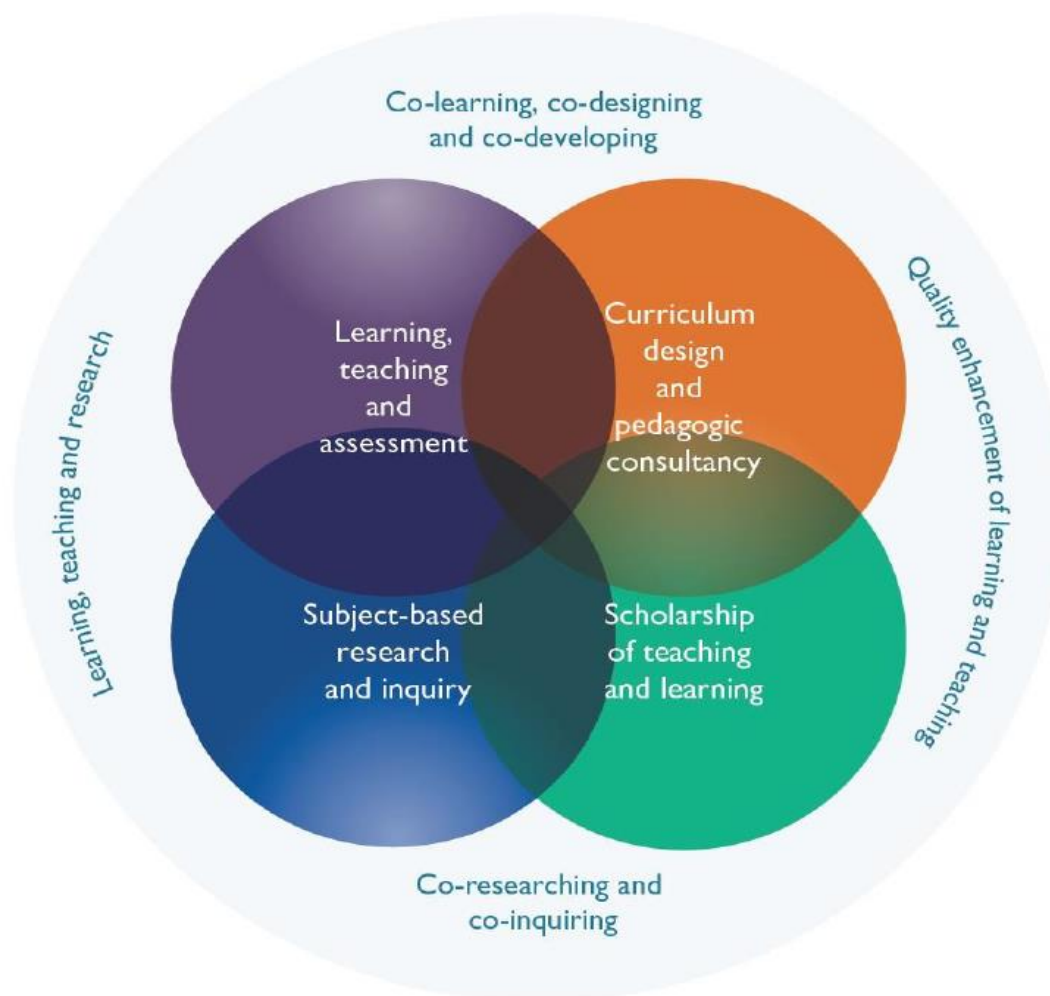 Co-learning, co-designing
and co-developing
Learning, teaching and research
Learning,
teaching
and
assessment
Curriculum
design
and
pedagogic
consultancy
Quality enhancement of learning and teaching
Subject-based
research
and inquiry
Scholarship
of teaching
and learning
Co-researching and
co-inquiring